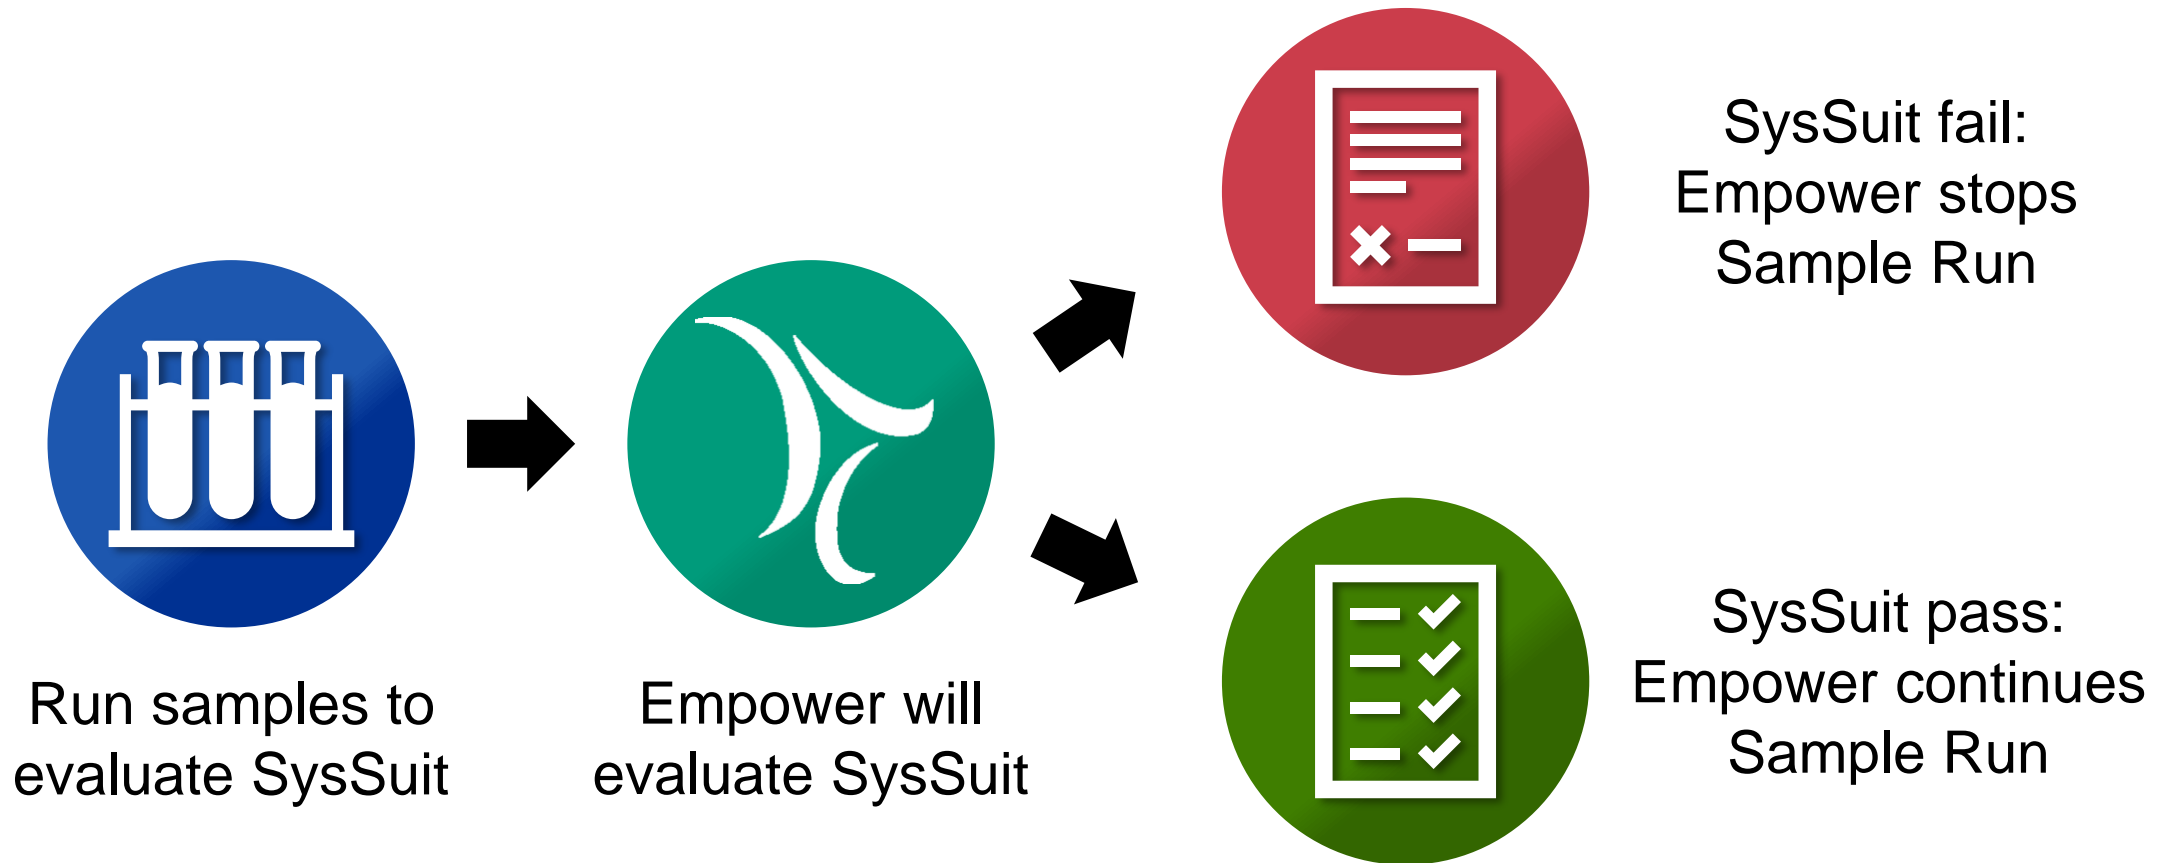 Run samples to
evaluate SysSuit
Empower will
evaluate SysSuit
SysSuit fail:
Empower stops
Sample Run
SysSuit pass:
Empower continues
Sample Run